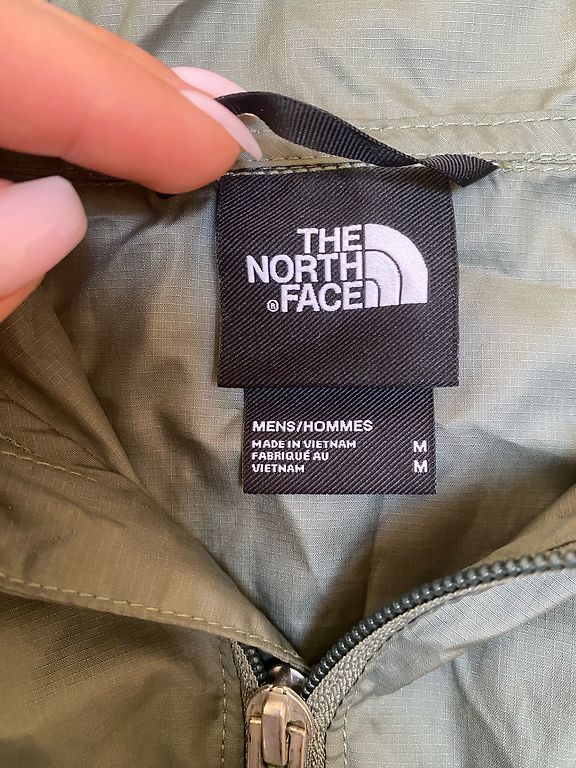 THE
NORTH
® FACE
MENS/HOMMES
MADE IN VIETNAM M
FABRIQUÉ AU
VIETNAM M